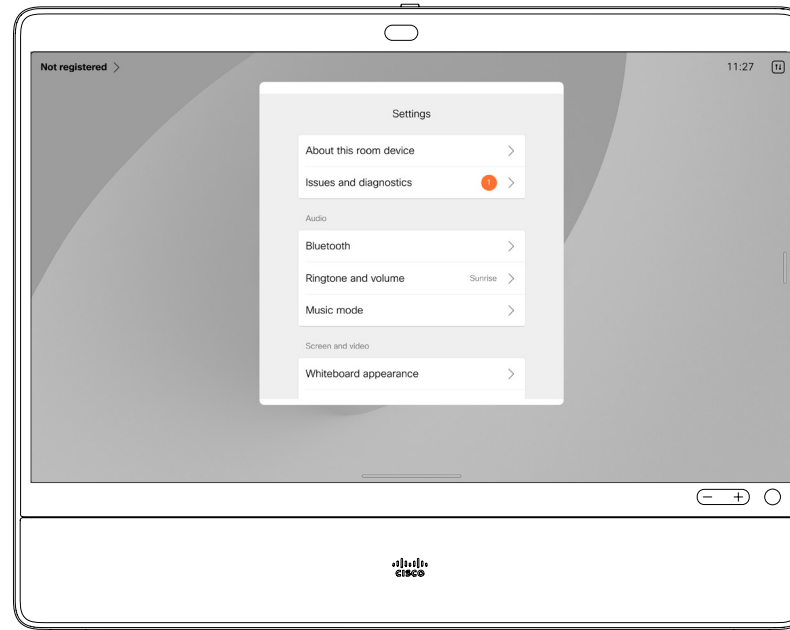 Not registered
11:27
Settings
About this room device
Issues and diagnostics 1
Audio
Bluetooth
Ringtone and volume Sunrise
Music mode
Screen and video
Whiteboard appearance
CISCO